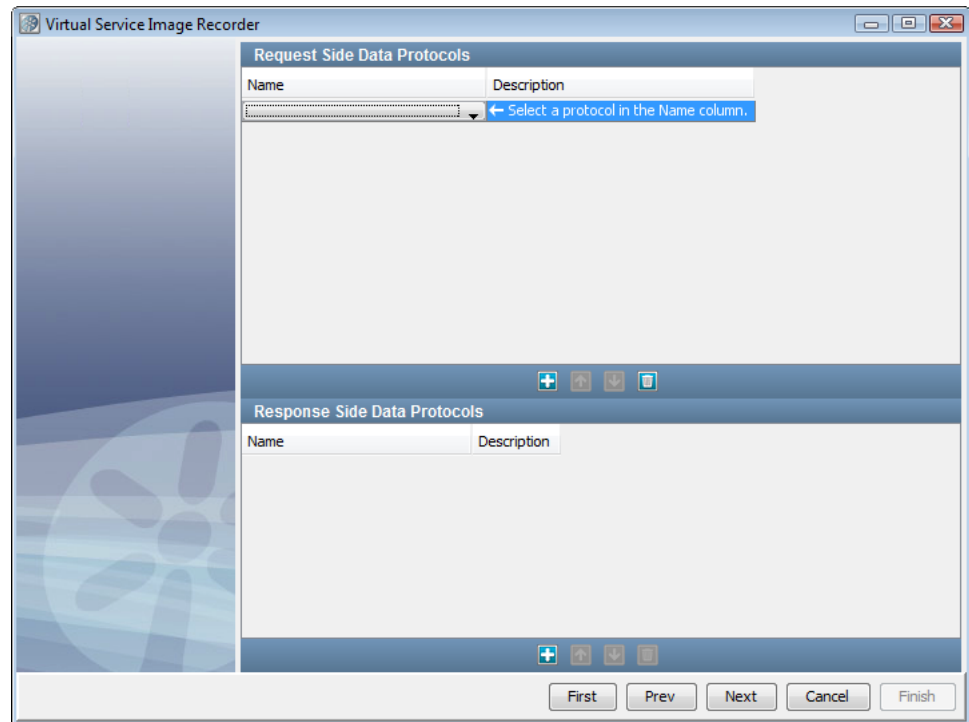 Virtual Service Image Recorder
Request Side Data Protocols
Name Description
← Select a protocol in the Name column.
Response Side Data Protocols
Name Description
First Prev Next Cancel Finish